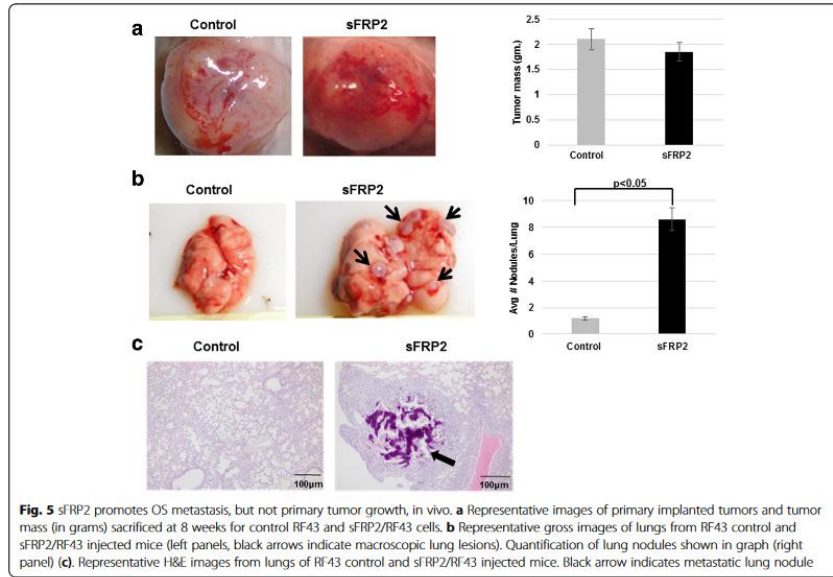 a
Control
sFRP2
2.5
2
1.5
1
0.5
0
Tumor mass (gm.)
Control
sFRP2
b
Control
sFRP2
p<0.05
10
8
6
4
2
0
Avg # Nodules/Lung
Control
sFRP2
c
Control
sFRP2
100μm
100μm
Fig. 5 sFRP2 promotes OS metastasis, but not primary tumor growth, in vivo. a Representative images of primary implanted tumors and tumor
mass (in grams) sacrificed at 8 weeks for control RF43 and sFRP2/RF43 cells. b Representative gross images of lungs from RF43 control and
sFRP2/RF43 injected mice (left panels, black arrows indicate macroscopic lung lesions). Quantification of lung nodules shown in graph (right
panel) (c). Representative H&E images from lungs of RF43 control and sFRP2/RF43 injected mice. Black arrow indicates metastatic lung nodule